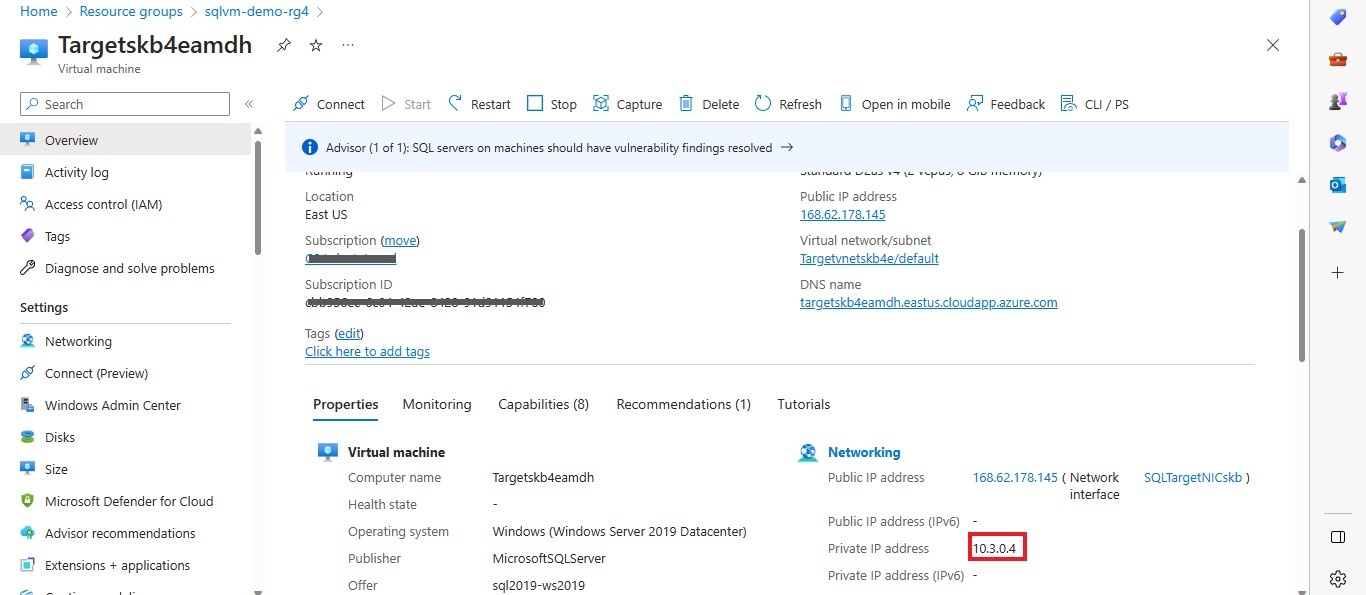 Home > Resource groups > sqlvm-demo-rg4 >
Targetskb4eamdh
Virtual machine
Search
Connect Start Restart Stop Capture Delete Refresh Open in mobile Feedback CLI / PS
Overview
Activity log
Access control (IAM)
Tags
Diagnose and solve problems
Settings
Networking
Connect (Preview)
Windows Admin Center
Disks
Size
Microsoft Defender for Cloud
Advisor recommendations
Extensions + applications
Advisor (1 of 1): SQL servers on machines should have vulnerability findings resolved →
Running
Location
East US
Subscription (move)
Subscription ID
Tags (edit)
Click here to add tags
Public IP address
168.62.178.145
Virtual network/subnet
Targetvnetskb4e/default
DNS name
targetskb4eamdh.eastus.cloudapp.azure.com
Properties Monitoring Capabilities (8) Recommendations (1) Tutorials
Virtual machine
Computer name Targetskb4eamdh
Health state -
Operating system Windows (Windows Server 2019 Datacenter)
Publisher MicrosoftSQLServer
Offer sql2019-ws2019
Networking
Public IP address 168.62.178.145 ( Network interface SQLTargetNICskb )
Public IP address (IPv6) -
Private IP address 10.3.0.4
Private IP address (IPv6) -